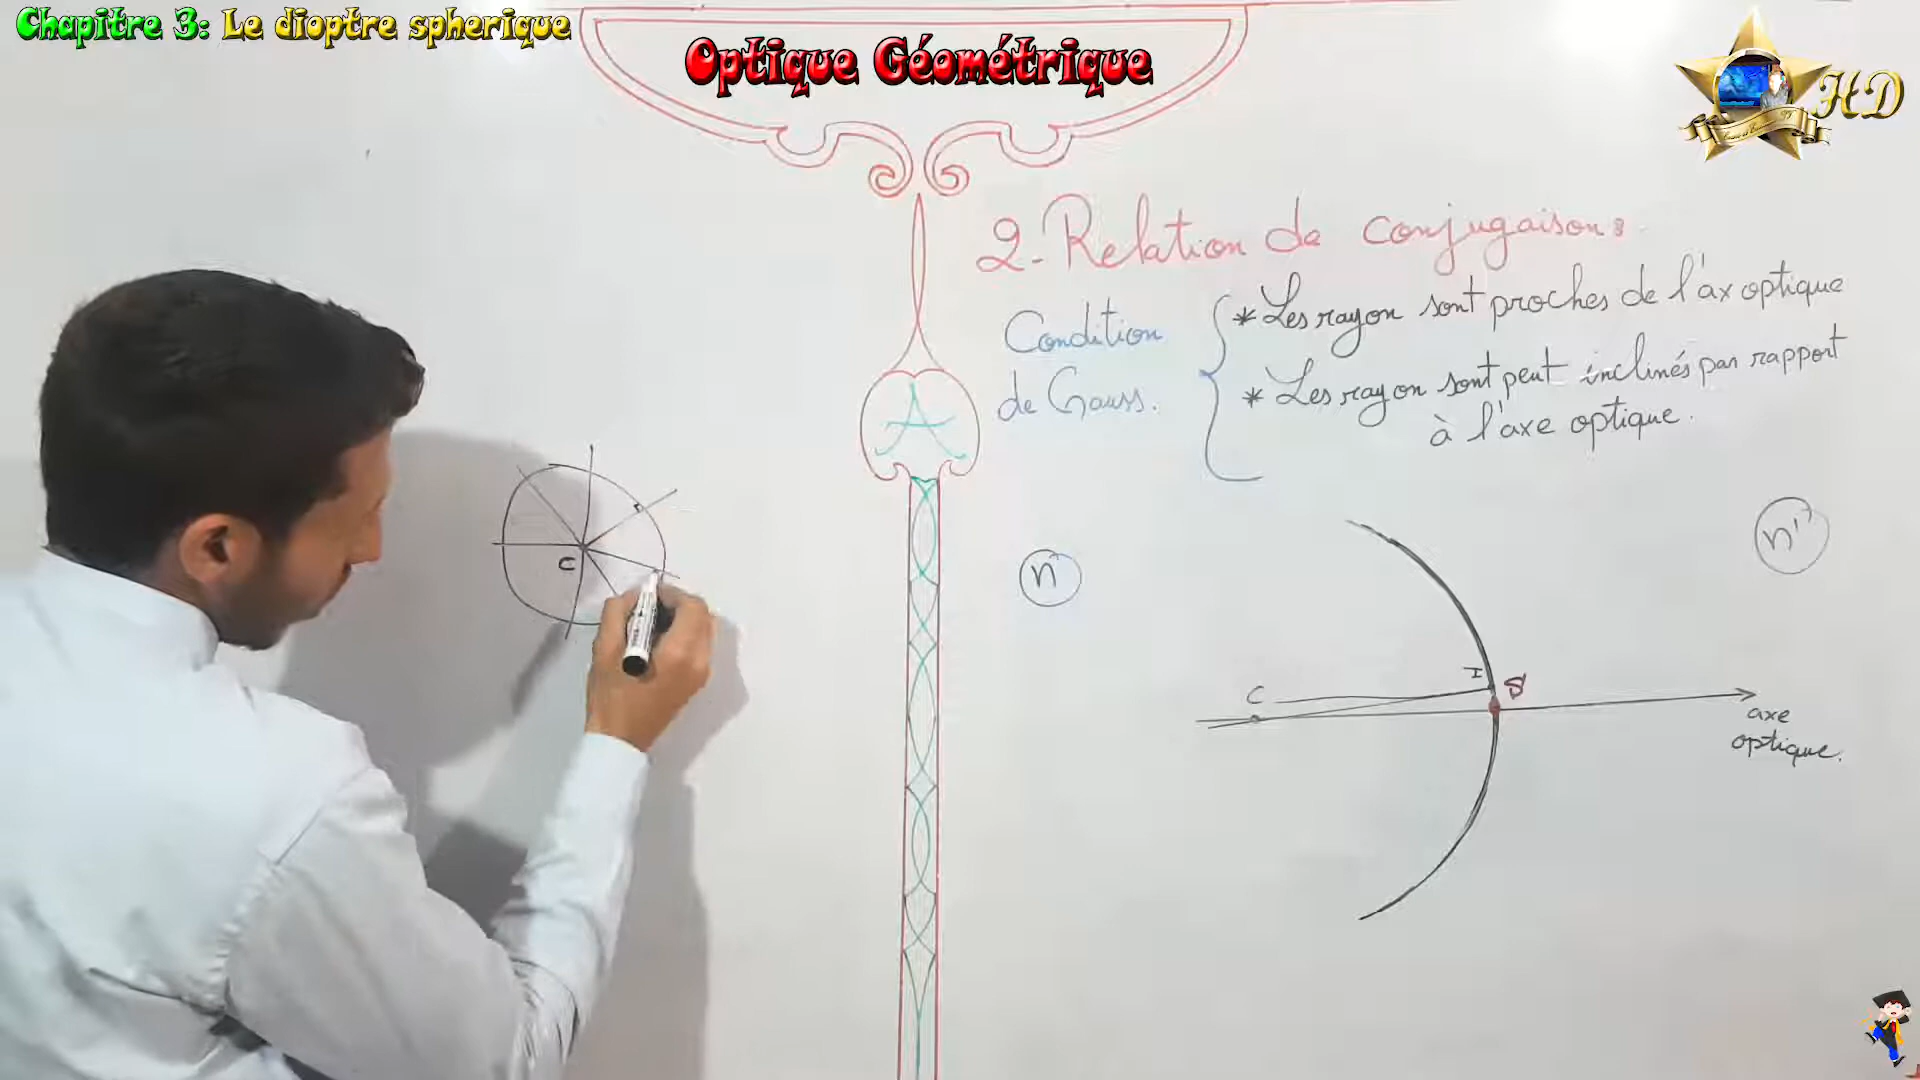 Chapitre 3: Le dioptre spherique
Optique Géométrique
HD
2-Relation de conjugaison:
Condition
de Gauss.
* Les rayon sont proches de l'ax optique
* Les rayon sont peut inclinés par rapport
à l'axe optique.
A
C
n
n'
I
S
C
axe
optique.